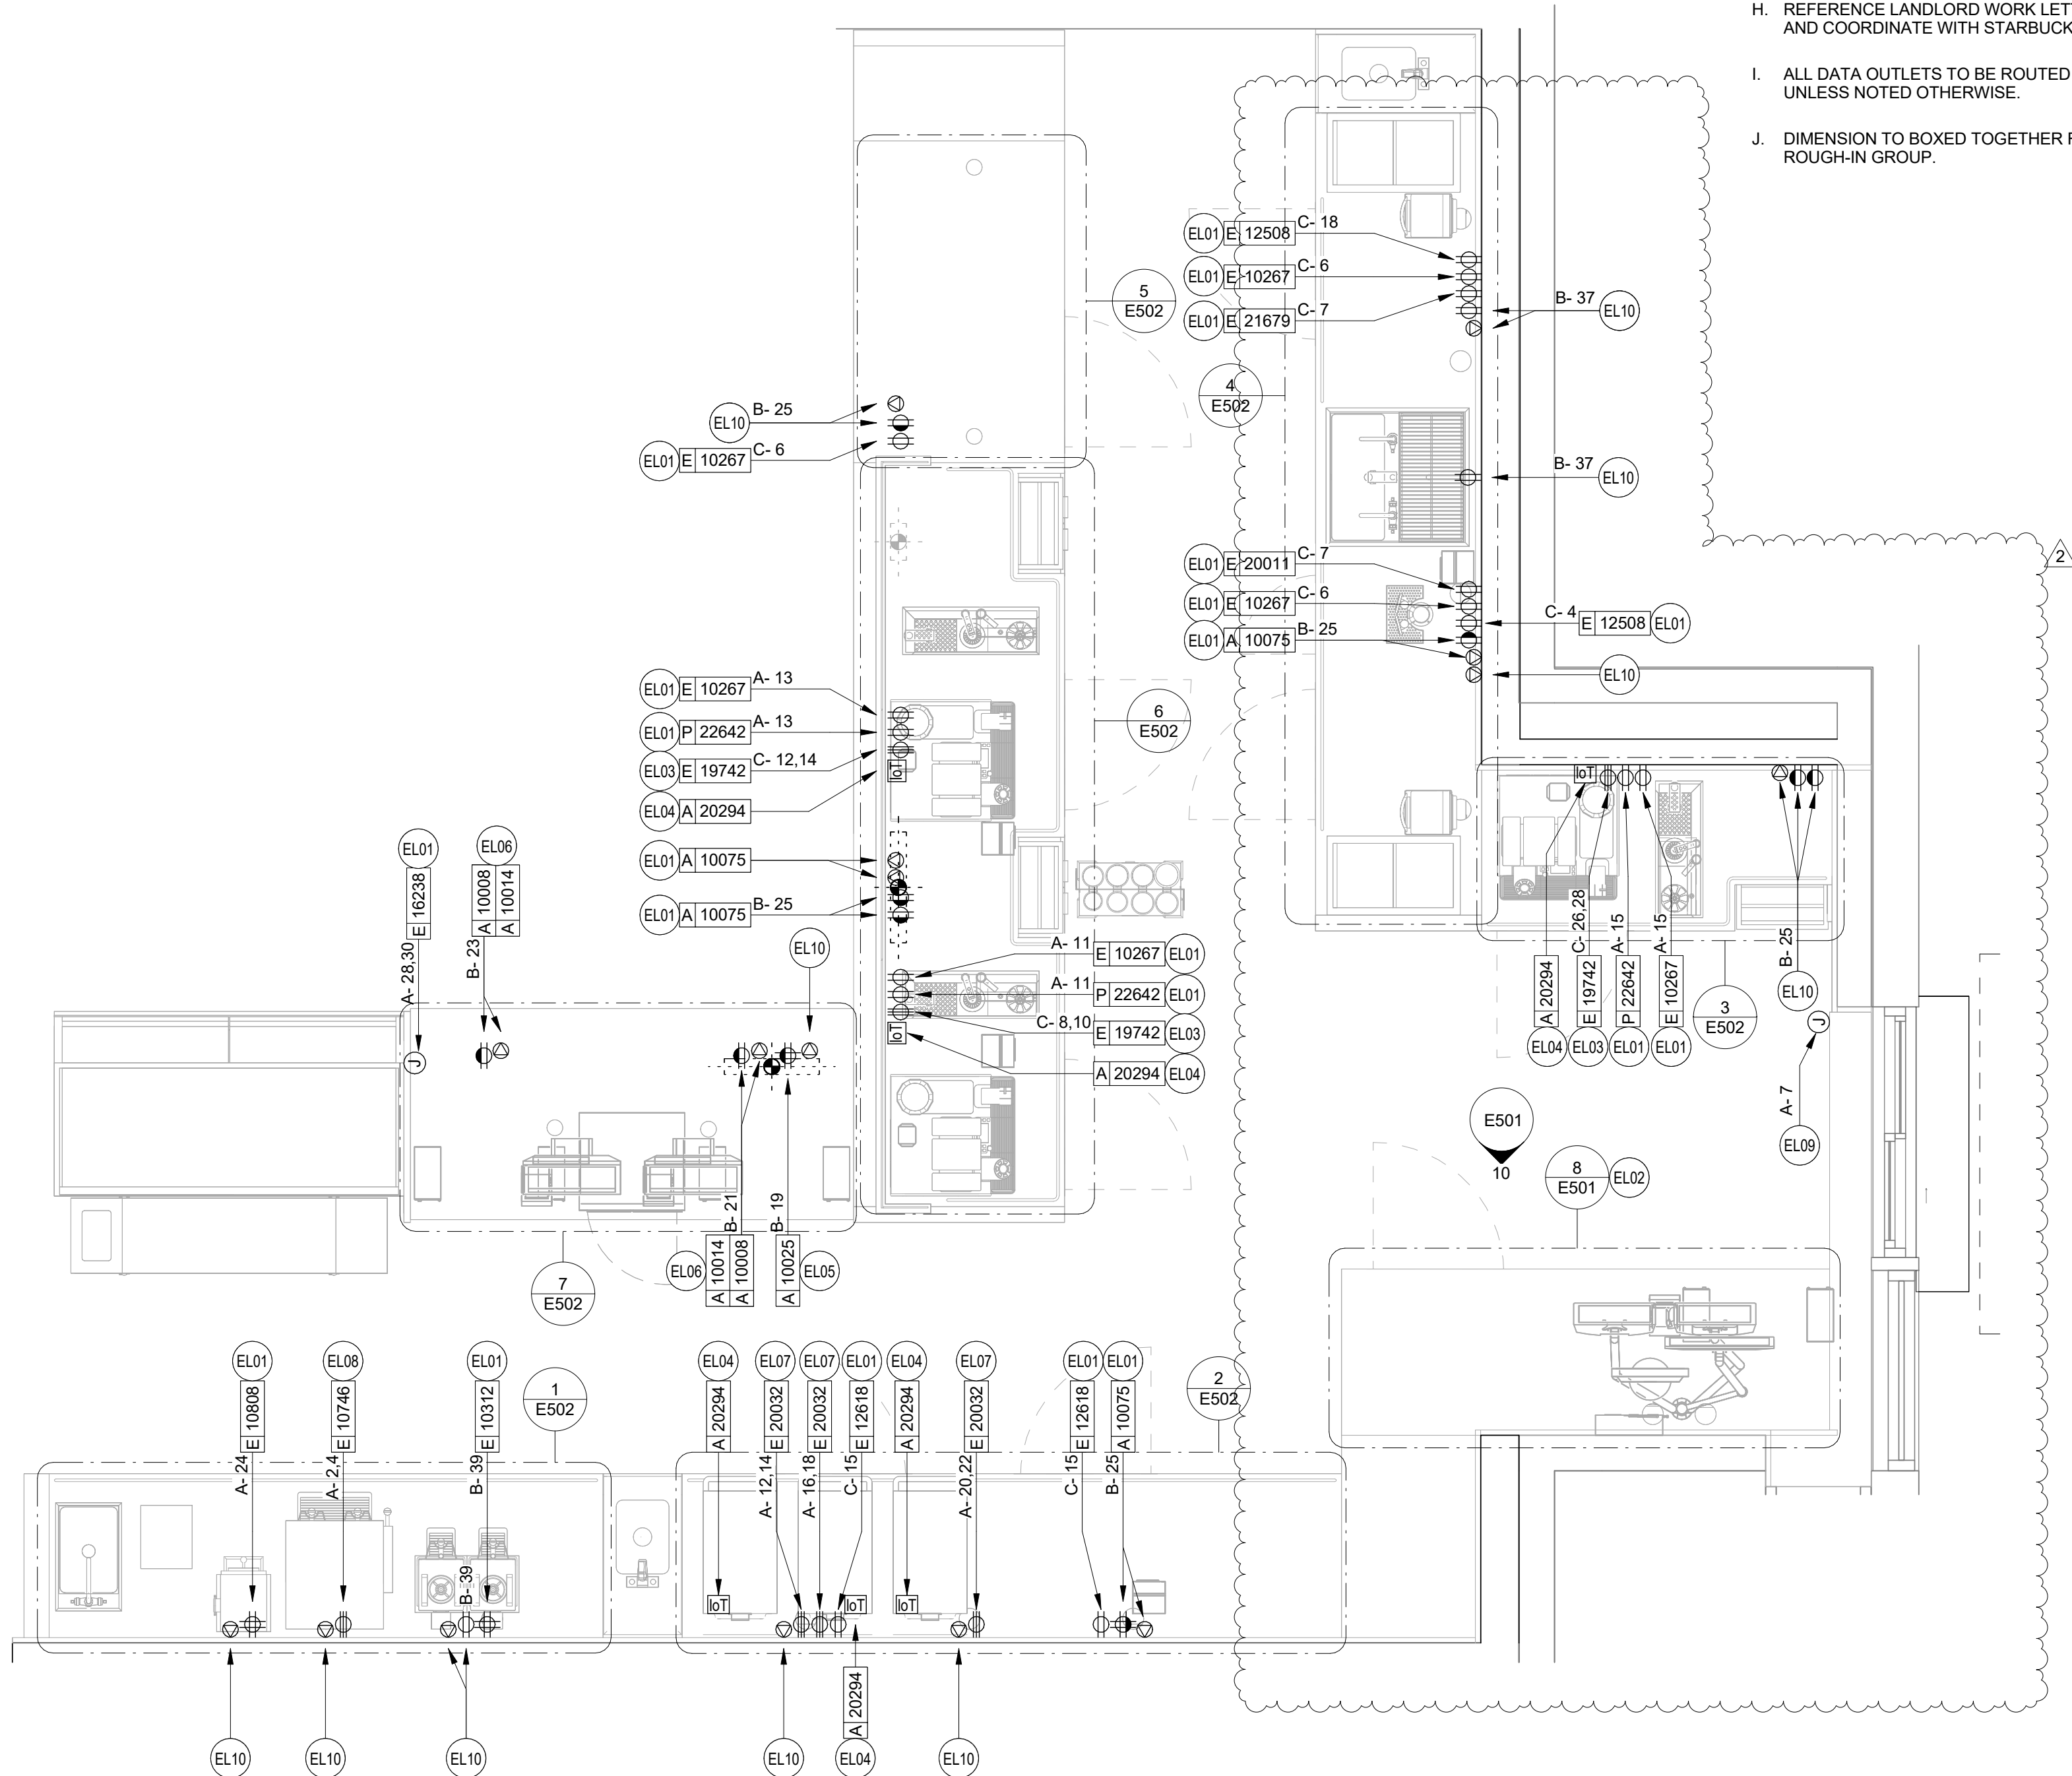 H. REFERENCE LANDLORD WORK LET
AND COORDINATE WITH STARBUCK
I. ALL DATA OUTLETS TO BE ROUTED
UNLESS NOTED OTHERWISE.
J. DIMENSION TO BOXED TOGETHER
ROUGH-IN GROUP.
EL01 E 12508 C- 18
EL01 E 10267 C- 6
EL01 E 21679 C- 7
B- 37 EL10
5
E502
4
E502
EL10 B- 25
EL01 E 10267 C- 6
B- 37 EL10
2
EL01 E 20011 C- 7
EL01 E 10267 C- 6
EL01 A 10075 B- 25
C- 4 E 12508 EL01
EL10
EL01 E 10267 A- 13
EL01 P 22642 A- 13
EL03 E 19742 C- 12,14
EL04 A 20294
IoT
6
E502
EL01 A 10075
EL01 A 10075 B- 25
IoT
EL04 A 20294
EL03 E 19742 C- 26,28
EL01 P 22642 A- 15
EL01 E 10267 A- 15
EL10 B- 25
3
E502
EL01 E 16238 A- 28,30
J
EL06 A 10008 A 10014 B- 23
EL10
A- 11 E 10267 EL01
A- 11 P 22642 EL01
C- 8,10 E 19742 EL03
A 20294 EL04
IoT
J
A- 7
EL09
E501
10
8
E501
EL02
EL06 A 10014 A 10008 B- 21
A 10025 B- 19 EL05
7
E502
EL01 E 10808 A- 24
EL08 E 10746 A- 2,4
EL01 E 10312 B- 39
B- 39
1
E502
EL04 A 20294
EL07 E 20032 A- 12,14
EL07 E 20032 A- 16,18
EL01 E 12618 C- 15
EL04 A 20294
EL07 E 20032 A- 20,22
EL01 E 12618 C- 15
EL01 A 10075 B- 25
2
E502
IoT
IoT
IoT
EL10
EL10
EL10
EL10
A 20294
EL04
EL10